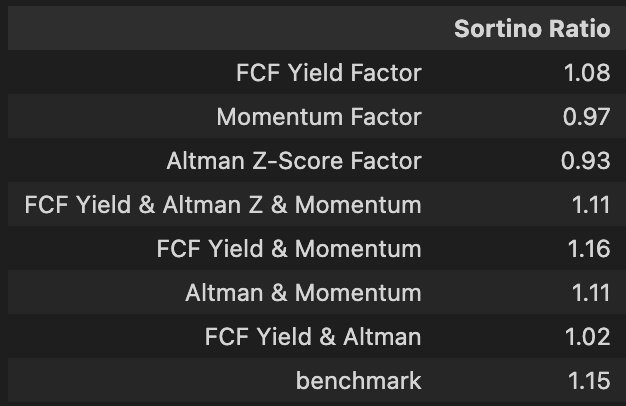 Sortino Ratio
FCF Yield Factor 1.08
Momentum Factor 0.97
Altman Z-Score Factor 0.93
FCF Yield & Altman Z & Momentum 1.11
FCF Yield & Momentum 1.16
Altman & Momentum 1.11
FCF Yield & Altman 1.02
benchmark 1.15